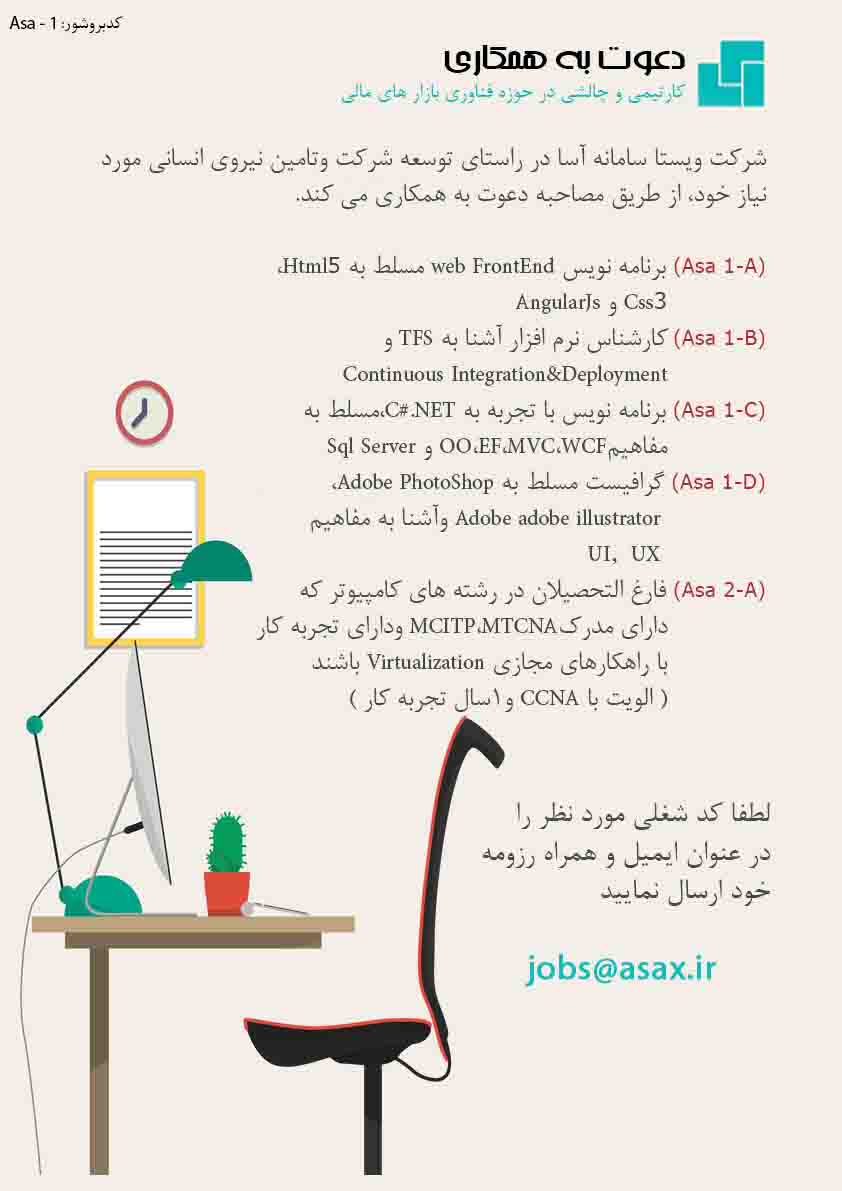 کدبروشور: Asa - 1
دعوت به همکاری
کارتیمی و چالشی در حوزه فناوری بازار های مالی
شرکت ویستا سامانه آسا در راستای توسعه شرکت وتامین نیروی انسانی مورد
نیاز خود، از طریق مصاحبه دعوت به همکاری می کند.
(Asa 1-A) برنامه نویس web FrontEnd مسلط به Html5،
Css3 و AngularJs
(Asa 1-B) کارشناس نرم افزار آشنا به TFS و
Continuous Integration&Deployment
(Asa 1-C) برنامه نویس با تجربه به C#.NET،مسلط به
مفاهیمOO،EF،MVC،WCF و Sql Server
(Asa 1-D) گرافیست مسلط به Adobe PhotoShop،
Adobe adobe illustrator وآشنا به مفاهیم
UI, UX
(Asa 2-A) فارغ التحصیلان در رشته های کامپیوتر که
دارای مدرکMCITP،MTCNA ودارای تجربه کار
با راهکارهای مجازی Virtualization باشند
( الویت با CCNA و۱سال تجربه کار )
لطفا کد شغلی مورد نظر را
در عنوان ایمیل و همراه رزومه
خود ارسال نمایید
jobs@asax.ir